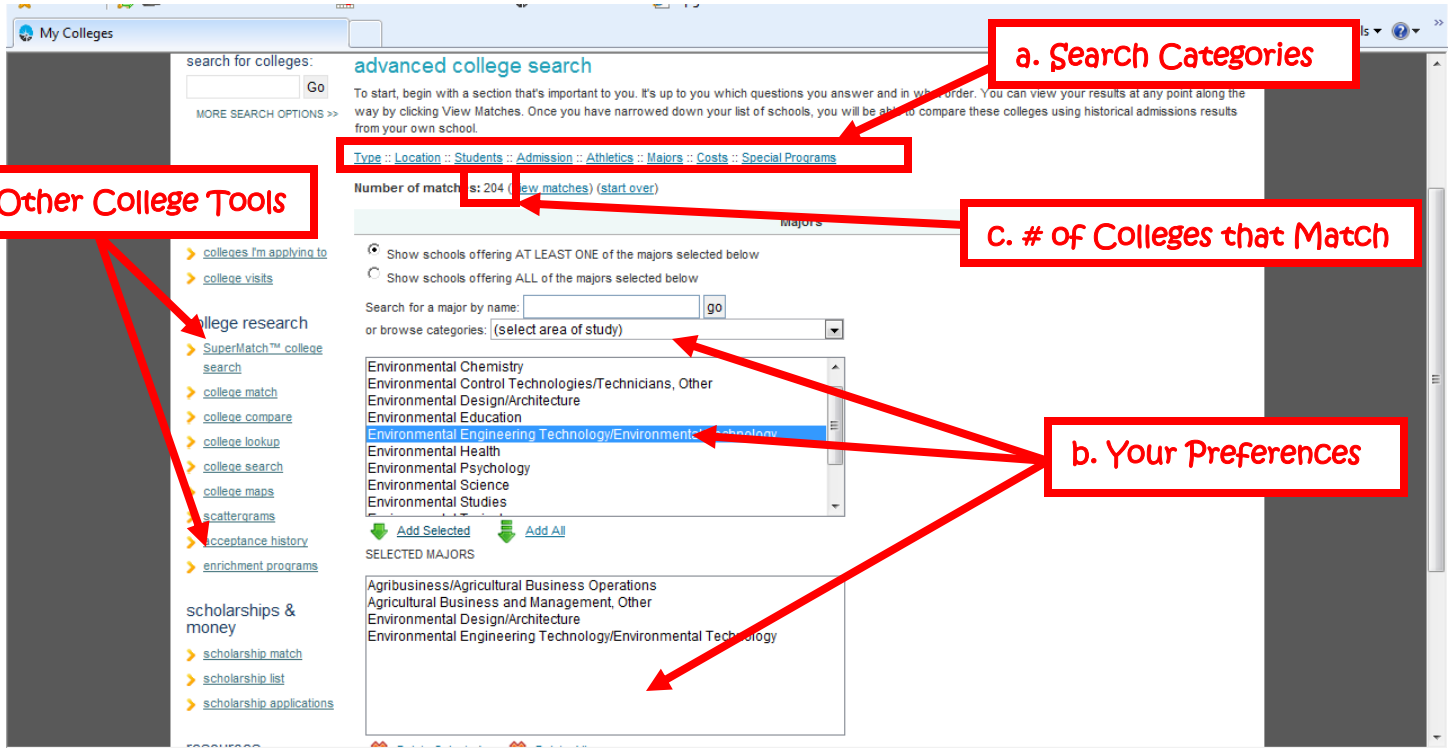 My Colleges
a. Search Categories
search for colleges:
Go
MORE SEARCH OPTIONS >>
advanced college search
To start, begin with a section that's important to you. It's up to you which questions you answer and in what order. You can view your results at any point along the
way by clicking View Matches. Once you have narrowed down your list of schools, you will be able to compare these colleges using historical admissions results
from your own school.
Type :: Location :: Students :: Admission :: Athletics :: Majors :: Costs :: Special Programs
Number of matches: 204 (view matches) (start over)
Other College Tools
c. # of Colleges that Match
Majors
colleges I'm applying to
college visits
college research
SuperMatch™ college
search
college match
college compare
college lookup
college search
college maps
scattergrams
acceptance history
enrichment programs
scholarships &
money
scholarship match
scholarship list
scholarship applications
resources
Show schools offering AT LEAST ONE of the majors selected below
Show schools offering ALL of the majors selected below
Search for a major by name:
go
or browse categories: (select area of study)
Environmental Chemistry
Environmental Control Technologies/Technicians, Other
Environmental Design/Architecture
Environmental Education
Environmental Engineering Technology/Environmental Technology
Environmental Health
Environmental Psychology
Environmental Science
Environmental Studies
Add Selected
Add All
SELECTED MAJORS
Agribusiness/Agricultural Business Operations
Agricultural Business and Management, Other
Environmental Design/Architecture
Environmental Engineering Technology/Environmental Technology
b. Your Preferences